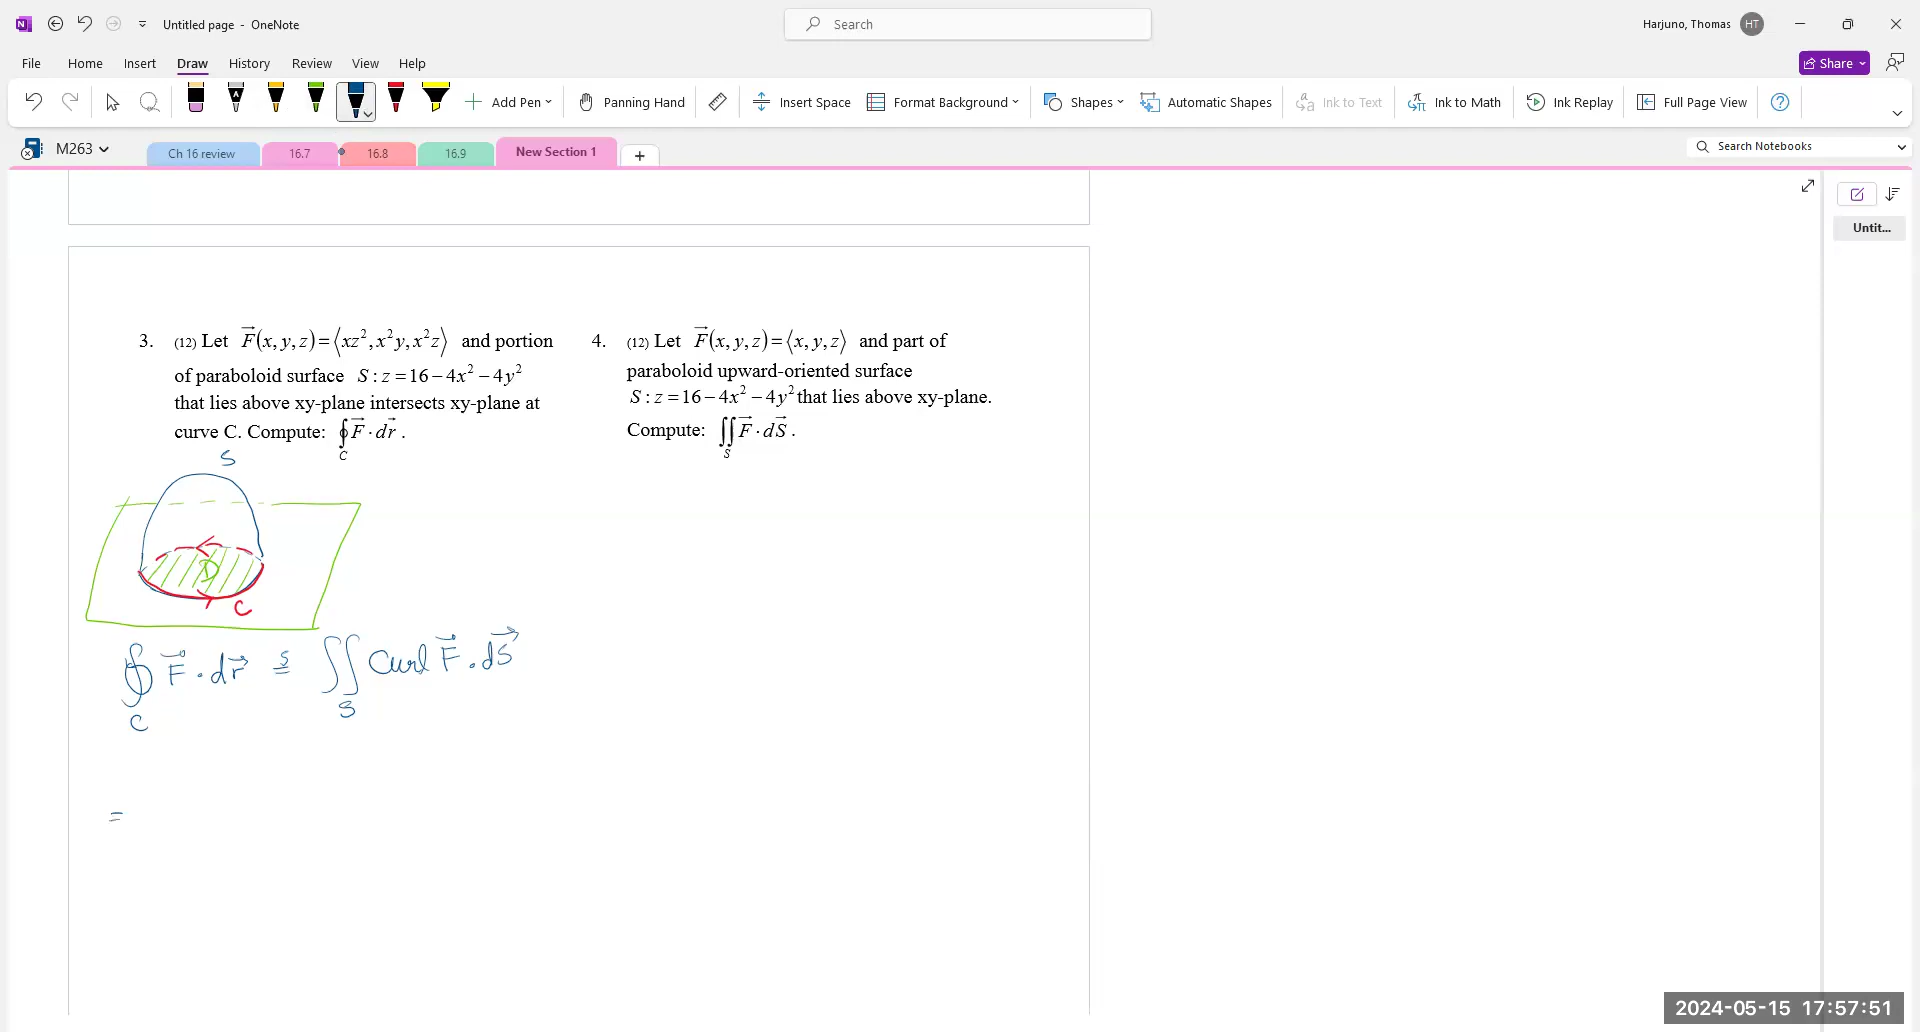 Untitled page - OneNote
Search
Harjuno, Thomas HT
File Home Insert Draw History Review View Help
Share
Add Pen Panning Hand Insert Space Format Background Shapes Automatic Shapes Ink to Text Ink to Math Ink Replay Full Page View
M263 Ch 16 review 16.7 16.8 16.9 New Section 1 +
Search Notebooks
Untit...
3. (12) Let F⃗(x, y, z) = ⟨xz², x²y, x²z⟩ and portion
of paraboloid surface S : z = 16 − 4x² − 4y²
that lies above xy-plane intersects xy-plane at
curve C. Compute: ∮_C F⃗ · dr⃗ .
4. (12) Let F⃗(x, y, z) = ⟨x, y, z⟩ and part of
paraboloid upward-oriented surface
S : z = 16 − 4x² − 4y² that lies above xy-plane.
Compute: ∬_S F⃗ · dS⃗ .
S
D
C
∮_C F⃗ · dr⃗ =^S ∬_S Curl F⃗ · dS⃗
=
2024-05-15 17:57:51